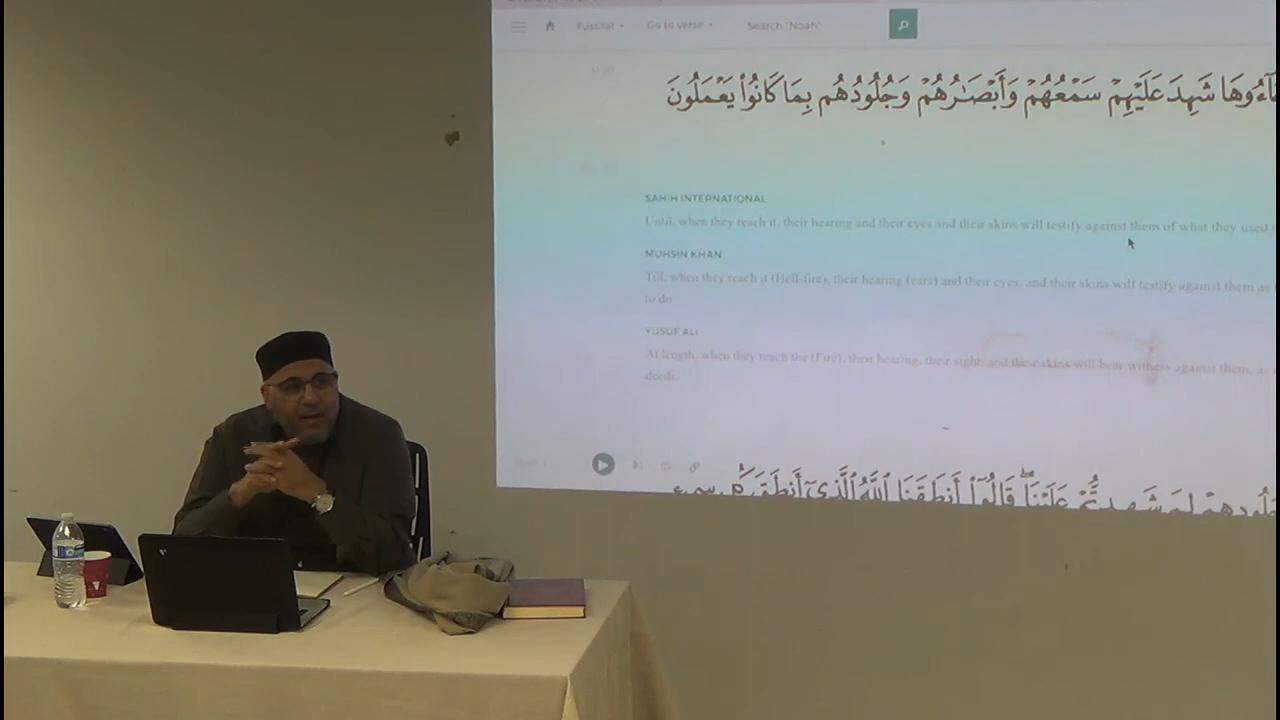 Fussilat
Go to verse
Search "Noah"
ءُوهَا شَهِدَ عَلَيْهِمْ سَمْعُهُمْ وَأَبْصَٰرُهُمْ وَجُلُودُهُم بِمَا كَانُوا۟ يَعْمَلُونَ
SAHIH INTERNATIONAL
Until, when they reach it, their hearing and their eyes and their skins will testify against them of what they used
MUHSIN KHAN
Till, when they reach it (Hell-fire), their hearing (ears) and their eyes, and their skins will testify against them as
to do
YUSUF ALI
At length, when they reach the (Fire), their hearing, their sight, and their skins will bear witness against them, as
deeds.
لِمَ شَهِدتُّمْ عَلَيْنَا ۖ قَالُوٓا۟ أَنطَقَنَا ٱللَّهُ ٱلَّذِىٓ أَنطَقَ